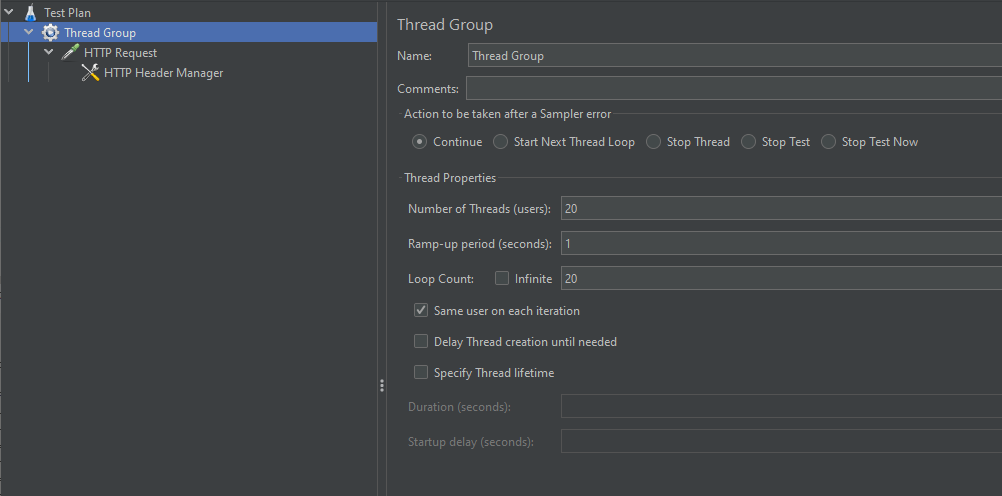 Test Plan
Thread Group
HTTP Request
HTTP Header Manager
Thread Group
Name: Thread Group
Comments:
Action to be taken after a Sampler error
Continue Start Next Thread Loop Stop Thread Stop Test Stop Test Now
Thread Properties
Number of Threads (users): 20
Ramp-up period (seconds): 1
Loop Count: Infinite 20
Same user on each iteration
Delay Thread creation until needed
Specify Thread lifetime
Duration (seconds):
Startup delay (seconds):